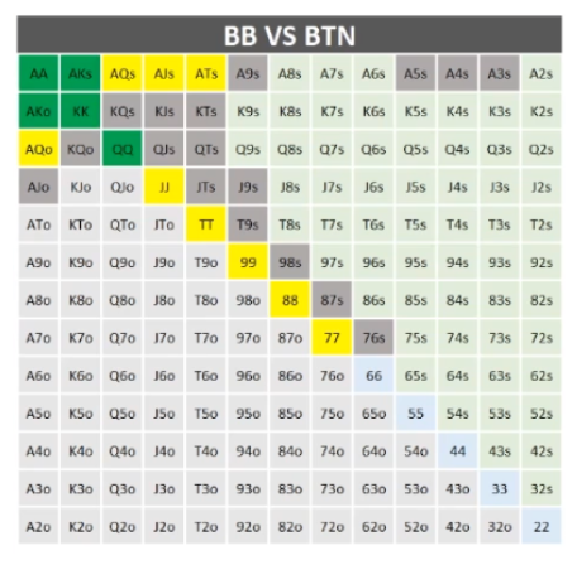 BB VS BTN
AA AKs AQs AJs ATs A9s A8s A7s A6s A5s A4s A3s A2s
AKo KK KQs KJs KTs K9s K8s K7s K6s K5s K4s K3s K2s
AQo KQo QQ QJs QTs Q9s Q8s Q7s Q6s Q5s Q4s Q3s Q2s
AJo KJo QJo JJ JTs J9s J8s J7s J6s J5s J4s J3s J2s
ATo KTo QTo JTo TT T9s T8s T7s T6s T5s T4s T3s T2s
A9o K9o Q9o J9o T9o 99 98s 97s 96s 95s 94s 93s 92s
A8o K8o Q8o J8o T8o 98o 88 87s 86s 85s 84s 83s 82s
A7o K7o Q7o J7o T7o 97o 87o 77 76s 75s 74s 73s 72s
A6o K6o Q6o J6o T6o 96o 86o 76o 66 65s 64s 63s 62s
A5o K5o Q5o J5o T5o 95o 85o 75o 65o 55 54s 53s 52s
A4o K4o Q4o J4o T4o 94o 84o 74o 64o 54o 44 43s 42s
A3o K3o Q3o J3o T3o 93o 83o 73o 63o 53o 43o 33 32s
A2o K2o Q2o J2o T2o 92o 82o 72o 62o 52o 42o 32o 22